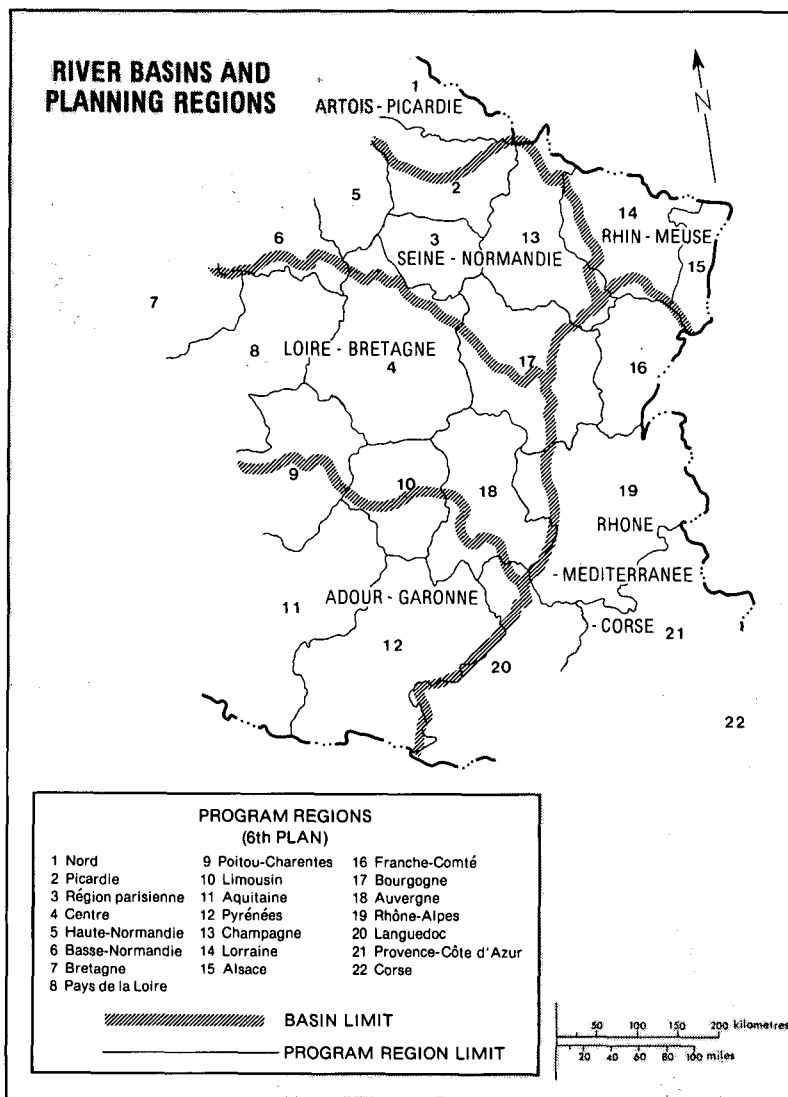 RIVER BASINS AND
PLANNING REGIONS
1
ARTOIS - PICARDIE
N
2
5
14
RHIN - MEUSE
6
3
13
SEINE - NORMANDIE
15
7
8
LOIRE - BRETAGNE
4
17
16
9
10
18
19
RHONE
- MEDITERRANEE
ADOUR - GARONNE
- CORSE
11
21
12
20
22
PROGRAM REGIONS
(6th PLAN)
1 Nord
2 Picardie
3 Région parisienne
4 Centre
5 Haute-Normandie
6 Basse-Normandie
7 Bretagne
8 Pays de la Loire
9 Poitou-Charentes
10 Limousin
11 Aquitaine
12 Pyrénées
13 Champagne
14 Lorraine
15 Alsace
16 Franche-Comté
17 Bourgogne
18 Auvergne
19 Rhône-Alpes
20 Languedoc
21 Provence-Côte d'Azur
22 Corse
BASIN LIMIT
PROGRAM REGION LIMIT
50 100 150 200 kilometres
20 40 60 80 100 miles